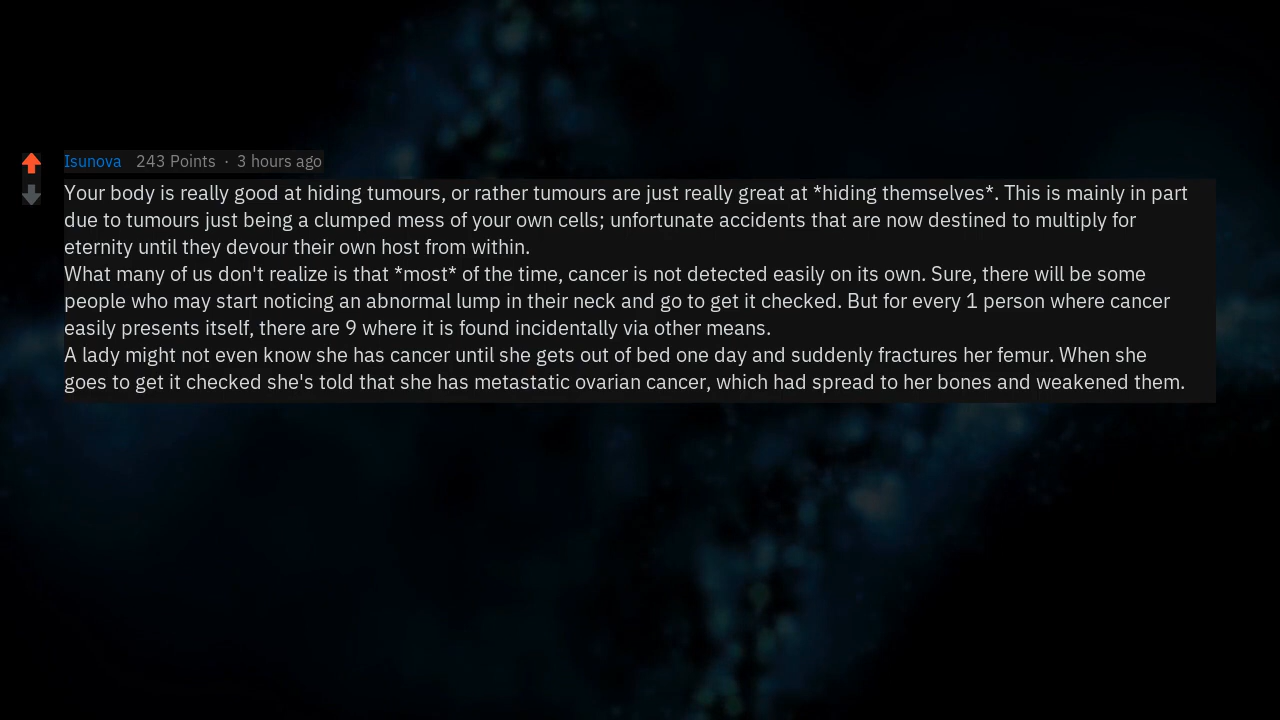 Isunova 243 Points · 3 hours ago
Your body is really good at hiding tumours, or rather tumours are just really great at *hiding themselves*. This is mainly in part
due to tumours just being a clumped mess of your own cells; unfortunate accidents that are now destined to multiply for
eternity until they devour their own host from within.
What many of us don't realize is that *most* of the time, cancer is not detected easily on its own. Sure, there will be some
people who may start noticing an abnormal lump in their neck and go to get it checked. But for every 1 person where cancer
easily presents itself, there are 9 where it is found incidentally via other means.
A lady might not even know she has cancer until she gets out of bed one day and suddenly fractures her femur. When she
goes to get it checked she's told that she has metastatic ovarian cancer, which had spread to her bones and weakened them.